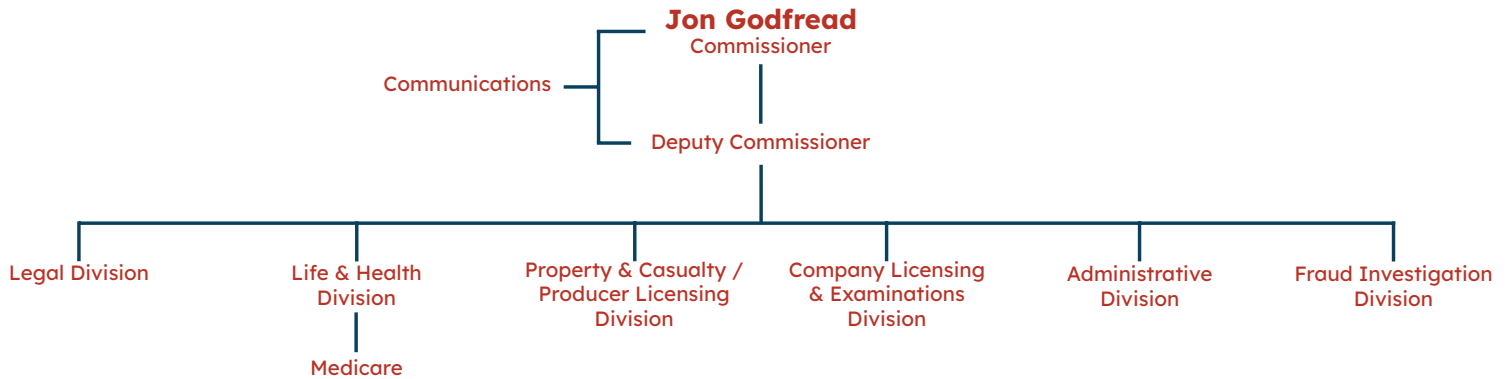 Jon Godfread
Commissioner
Communications
Deputy Commissioner
Legal Division
Life & Health
Division
Property & Casualty /
Producer Licensing
Division
Company Licensing
& Examinations
Division
Administrative
Division
Fraud Investigation
Division
Medicare